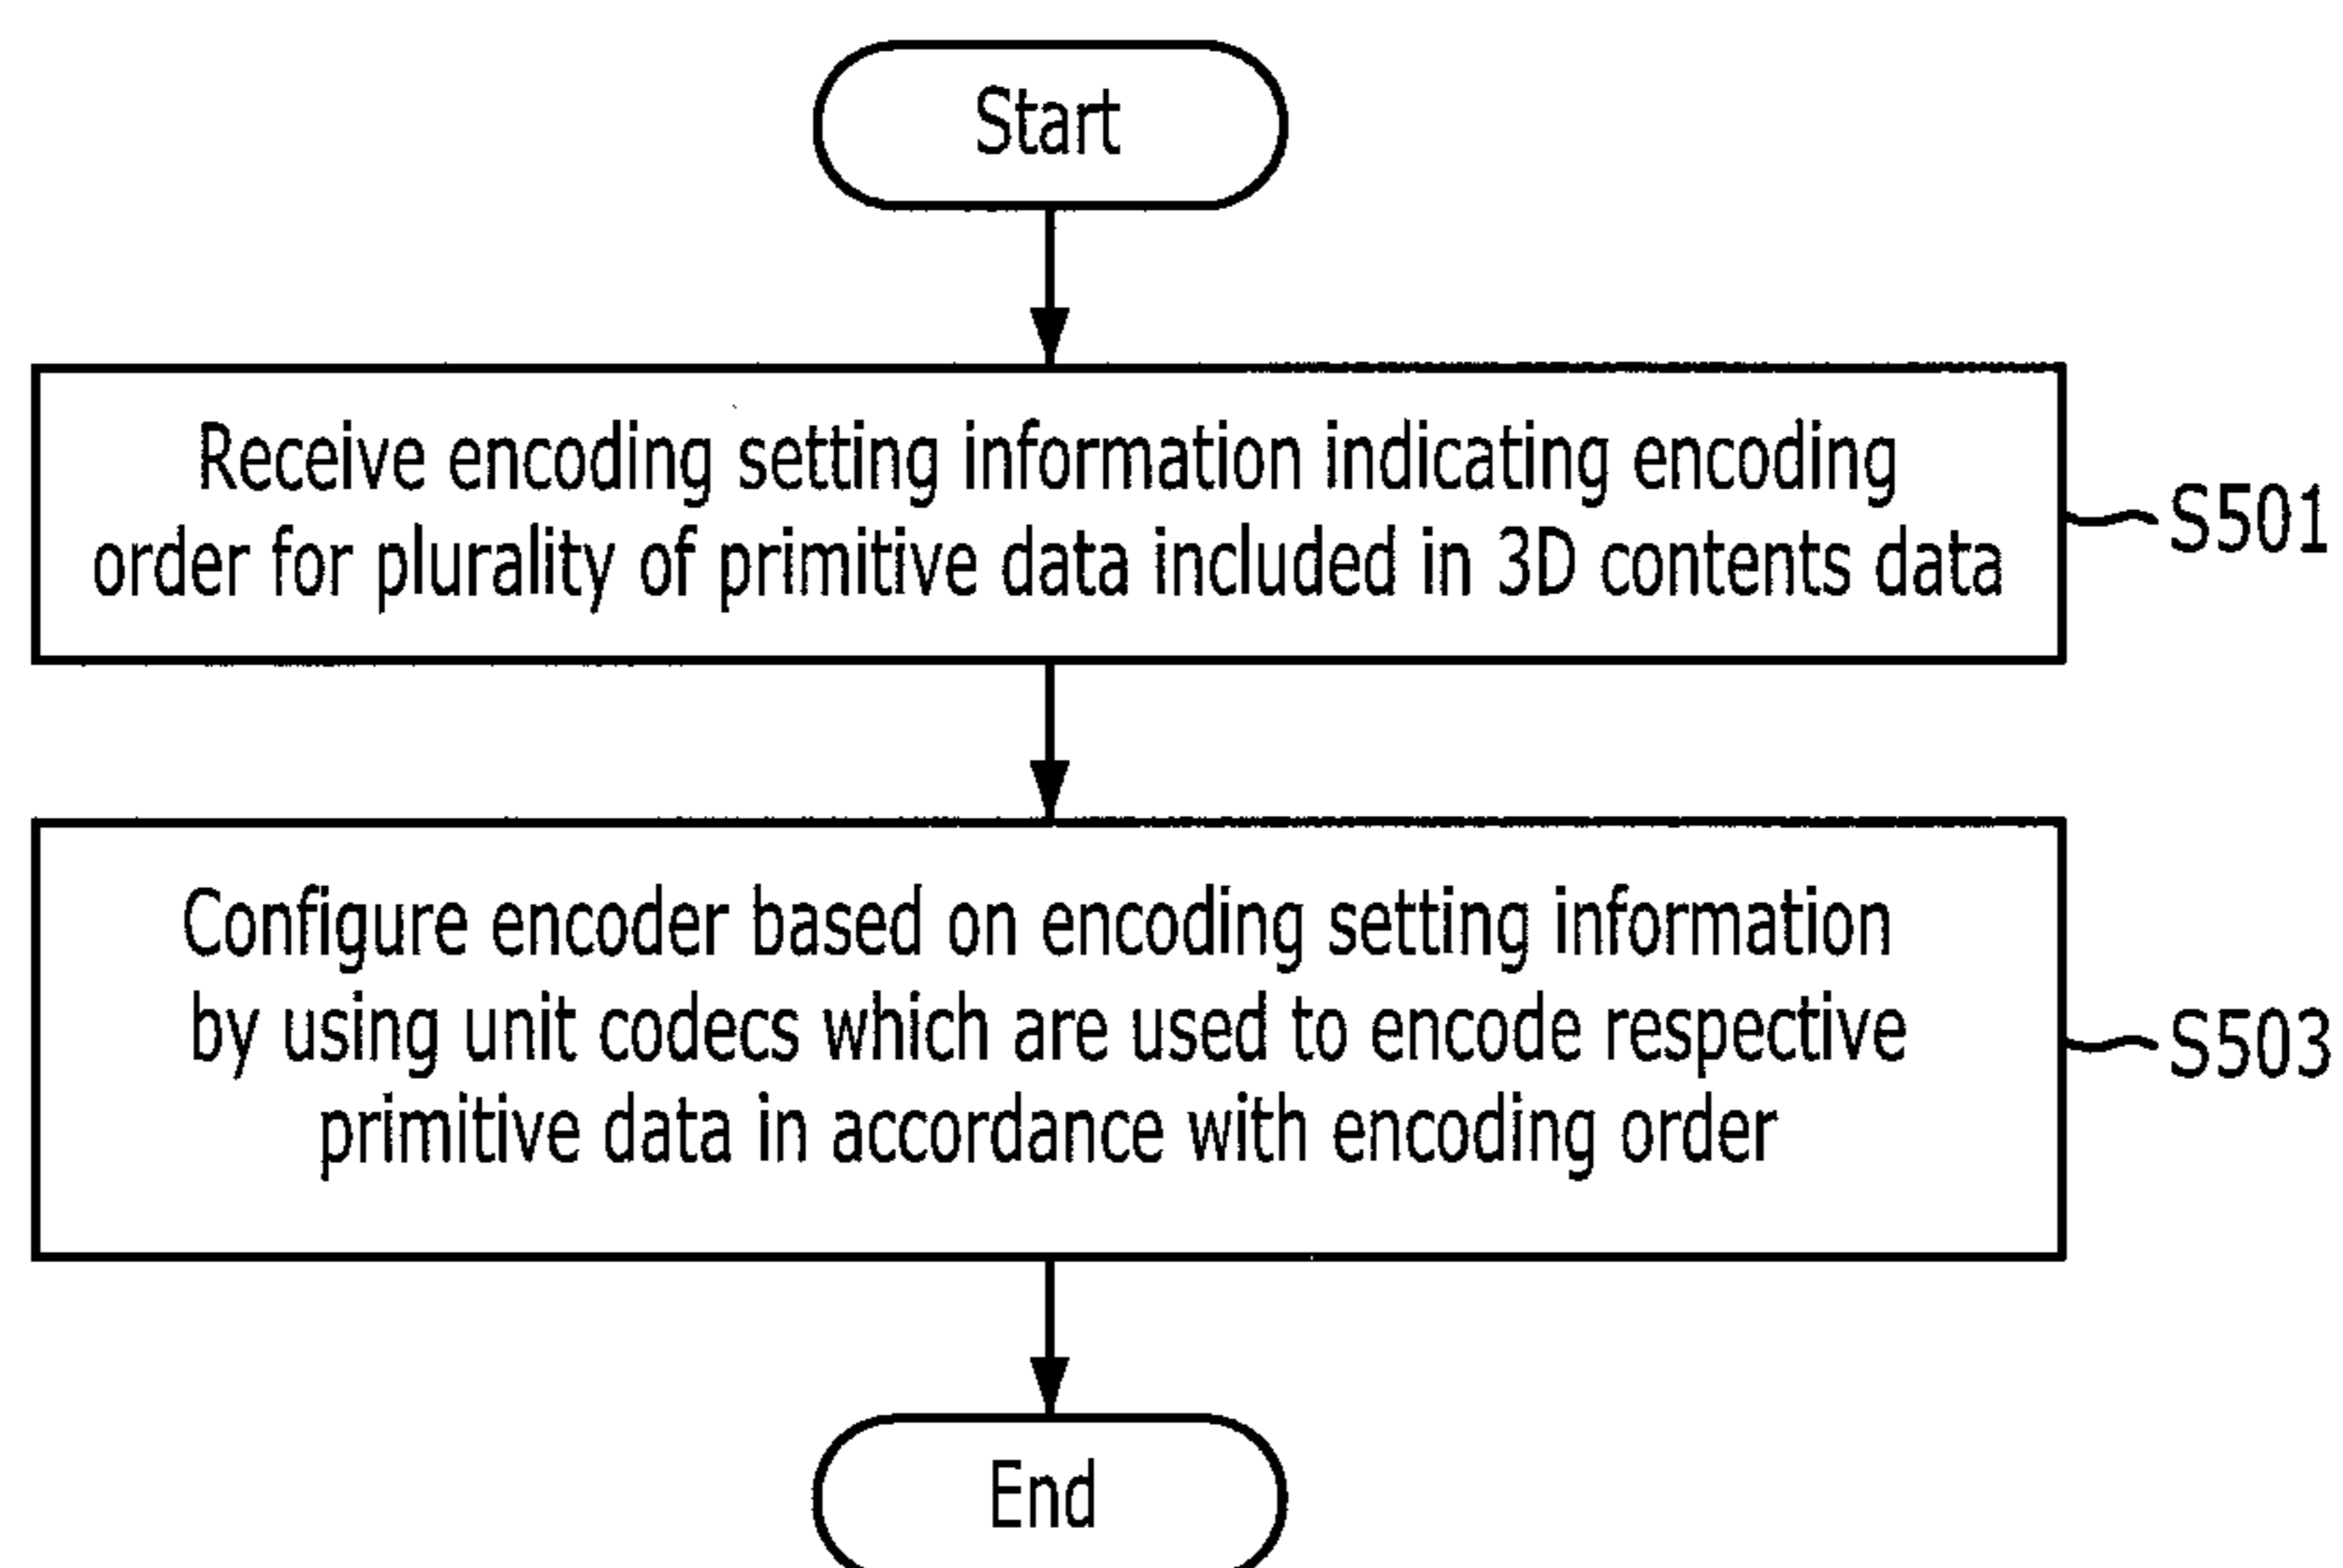 Start
Receive encoding setting information indicating encoding
order for plurality of primitive data included in 3D contents data
S501
Configure encoder based on encoding setting information
by using unit codecs which are used to encode respective
primitive data in accordance with encoding order
S503
End